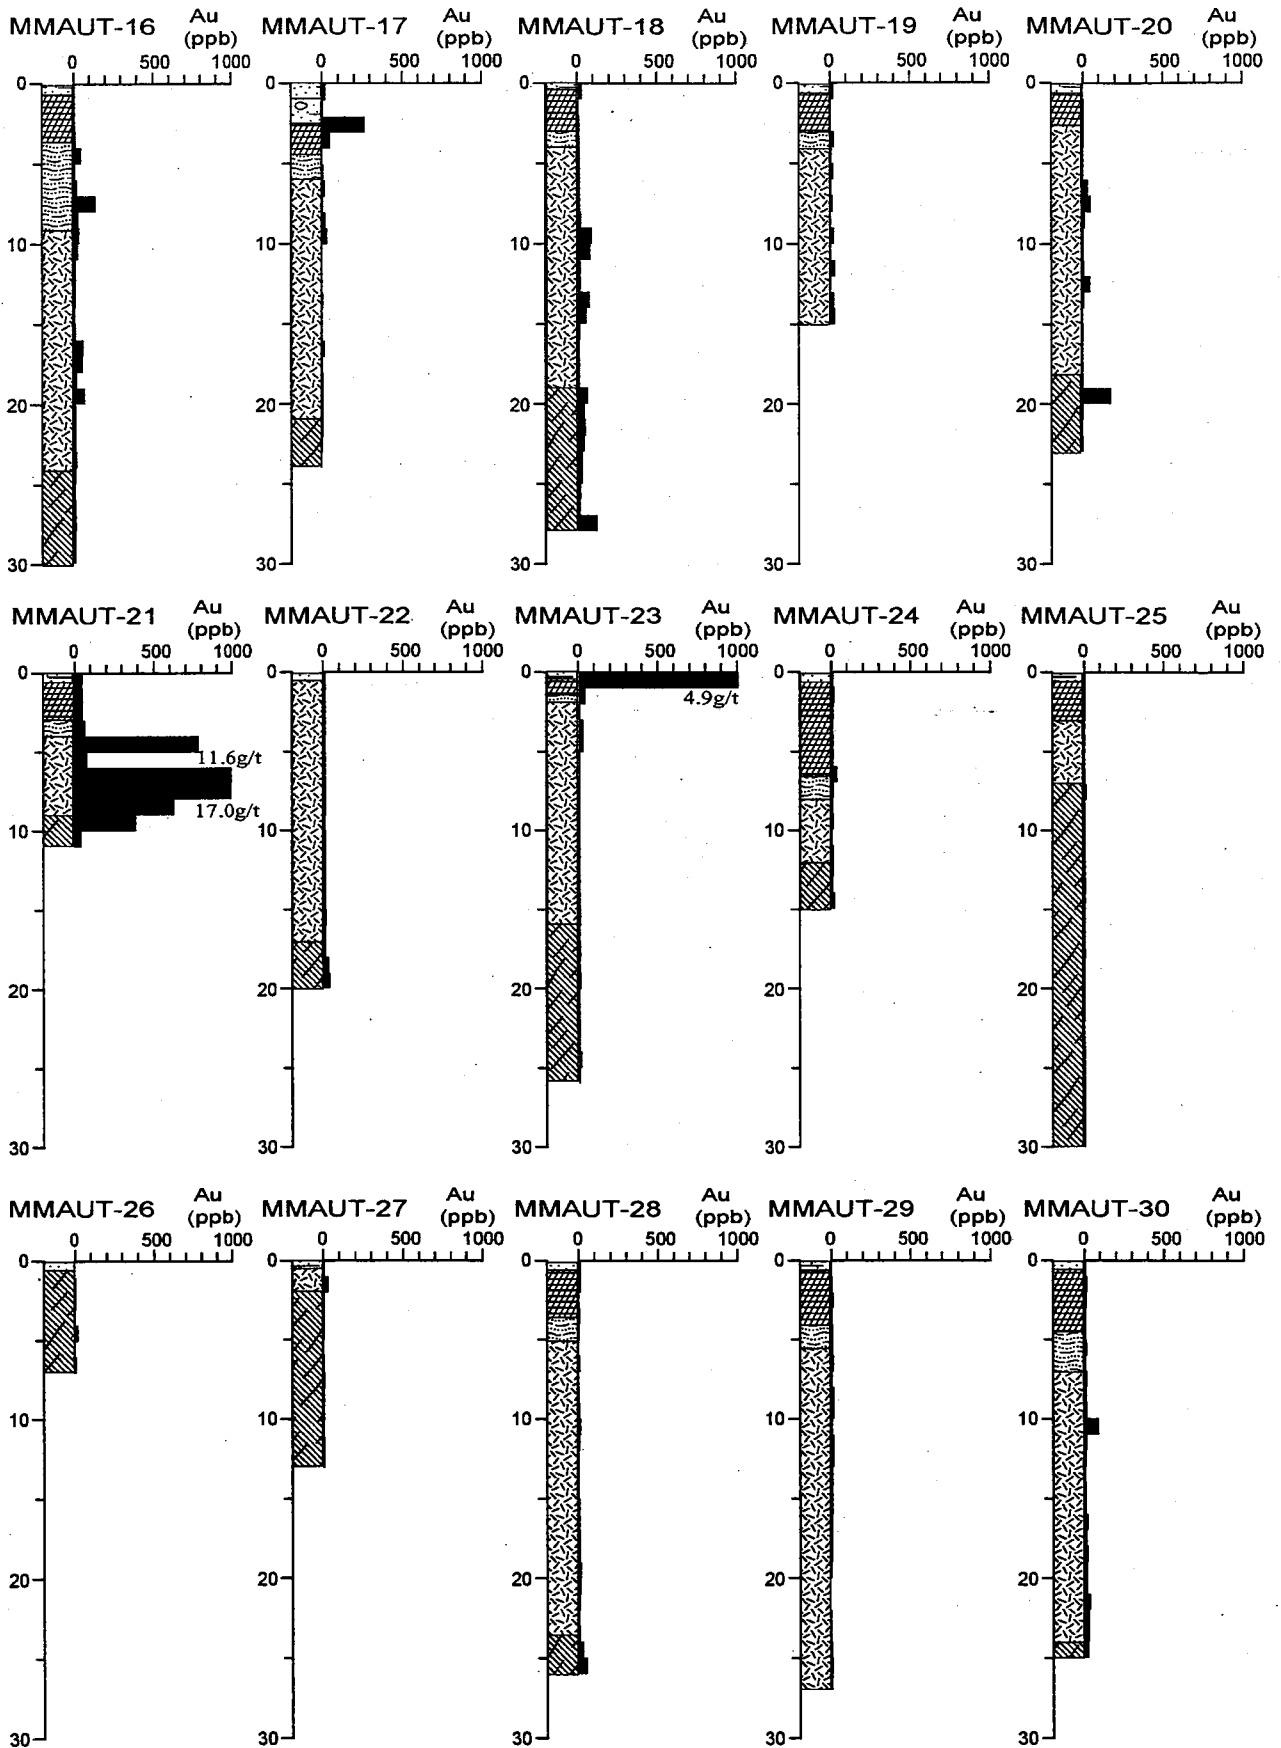 MMAUT-16 Au (ppb) MMAUT-17 Au (ppb) MMAUT-18 Au (ppb) MMAUT-19 Au (ppb) MMAUT-20 Au (ppb)
0 500 1000 0 500 1000 0 500 1000 0 500 1000 0 500 1000
0 0 0 0 0
10 10 10 10 10
20 20 20 20 20
30 30 30 30 30
MMAUT-21 Au (ppb) MMAUT-22 Au (ppb) MMAUT-23 Au (ppb) MMAUT-24 Au (ppb) MMAUT-25 Au (ppb)
0 500 1000 0 500 1000 0 500 1000 0 500 1000 0 500 1000
0 0 0 0 0
4.9g/t
11.6g/t
17.0g/t
10 10 10 10 10
20 20 20 20 20
30 30 30 30 30
MMAUT-26 Au (ppb) MMAUT-27 Au (ppb) MMAUT-28 Au (ppb) MMAUT-29 Au (ppb) MMAUT-30 Au (ppb)
0 500 1000 0 500 1000 0 500 1000 0 500 1000 0 500 1000
0 0 0 0 0
10 10 10 10 10
20 20 20 20 20
30 30 30 30 30